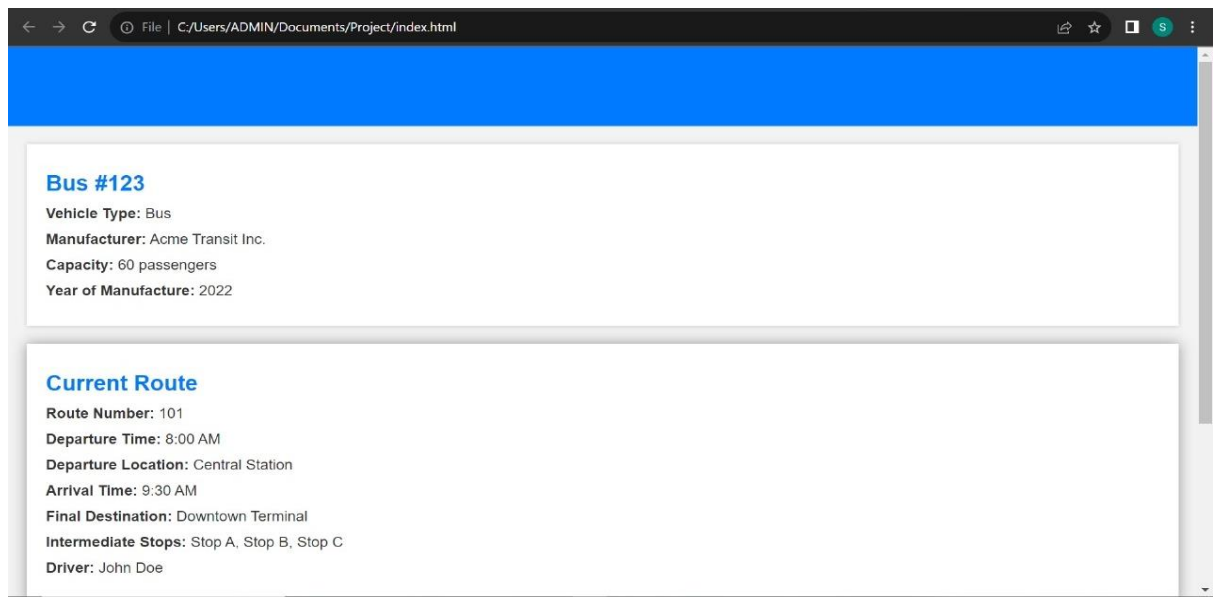 File | C:/Users/ADMIN/Documents/Project/index.html
S
Bus #123
Vehicle Type: Bus
Manufacturer: Acme Transit Inc.
Capacity: 60 passengers
Year of Manufacture: 2022
Current Route
Route Number: 101
Departure Time: 8:00 AM
Departure Location: Central Station
Arrival Time: 9:30 AM
Final Destination: Downtown Terminal
Intermediate Stops: Stop A, Stop B, Stop C
Driver: John Doe